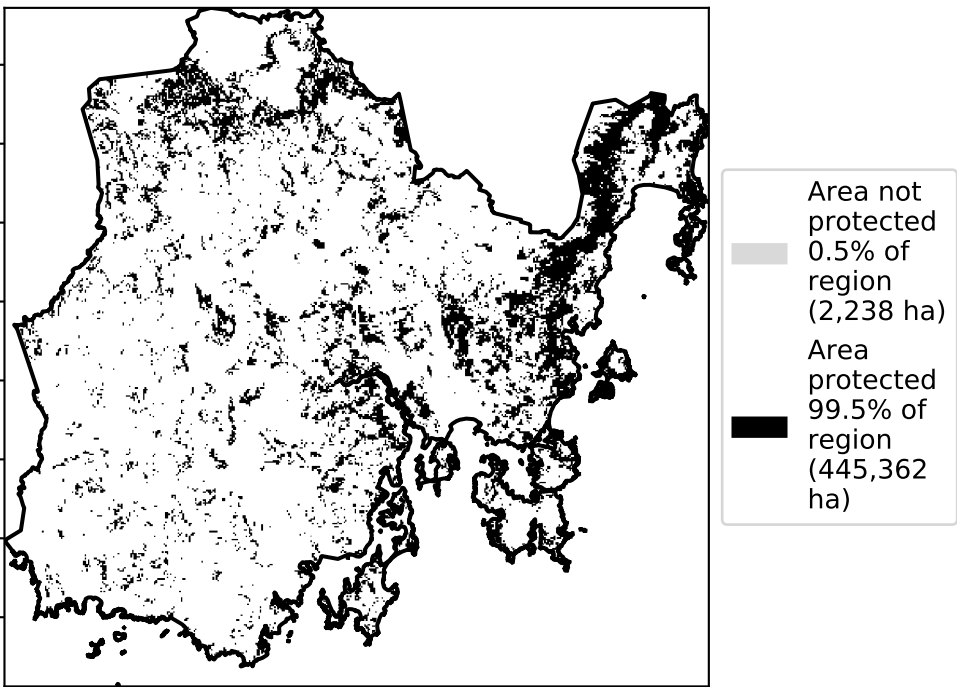 Area not
protected
0.5% of
region
(2,238 ha)
Area
protected
99.5% of
region
(445,362
ha)